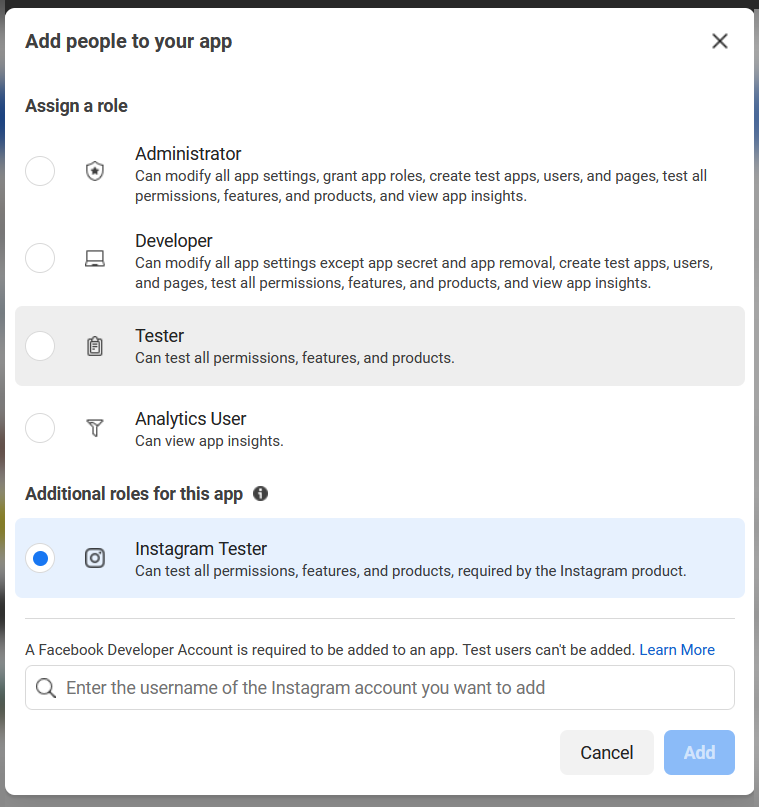 Add people to your app
Assign a role
Administrator
Can modify all app settings, grant app roles, create test apps, users, and pages, test all
permissions, features, and products, and view app insights.
Developer
Can modify all app settings except app secret and app removal, create test apps, users,
and pages, test all permissions, features, and products, and view app insights.
Tester
Can test all permissions, features, and products.
Analytics User
Can view app insights.
Additional roles for this app
Instagram Tester
Can test all permissions, features, and products, required by the Instagram product.
A Facebook Developer Account is required to be added to an app. Test users can't be added. Learn More
Enter the username of the Instagram account you want to add
Cancel
Add